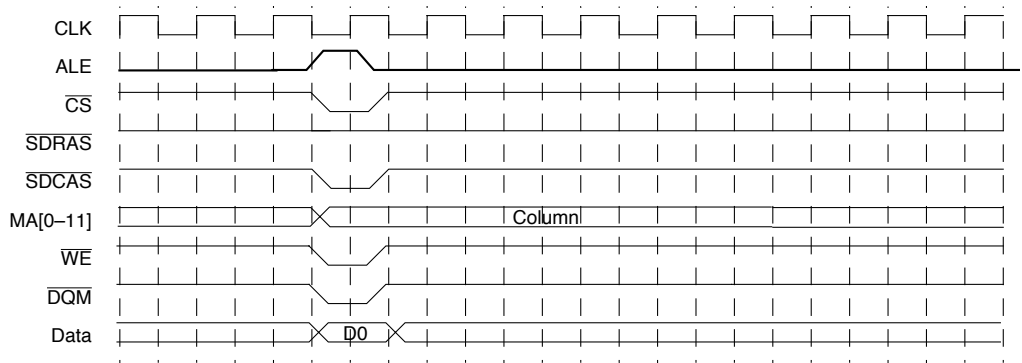 CLK
ALE
CS
SDRAS
SDCAS
MA[0–11] Column
WE
DQM
Data D0